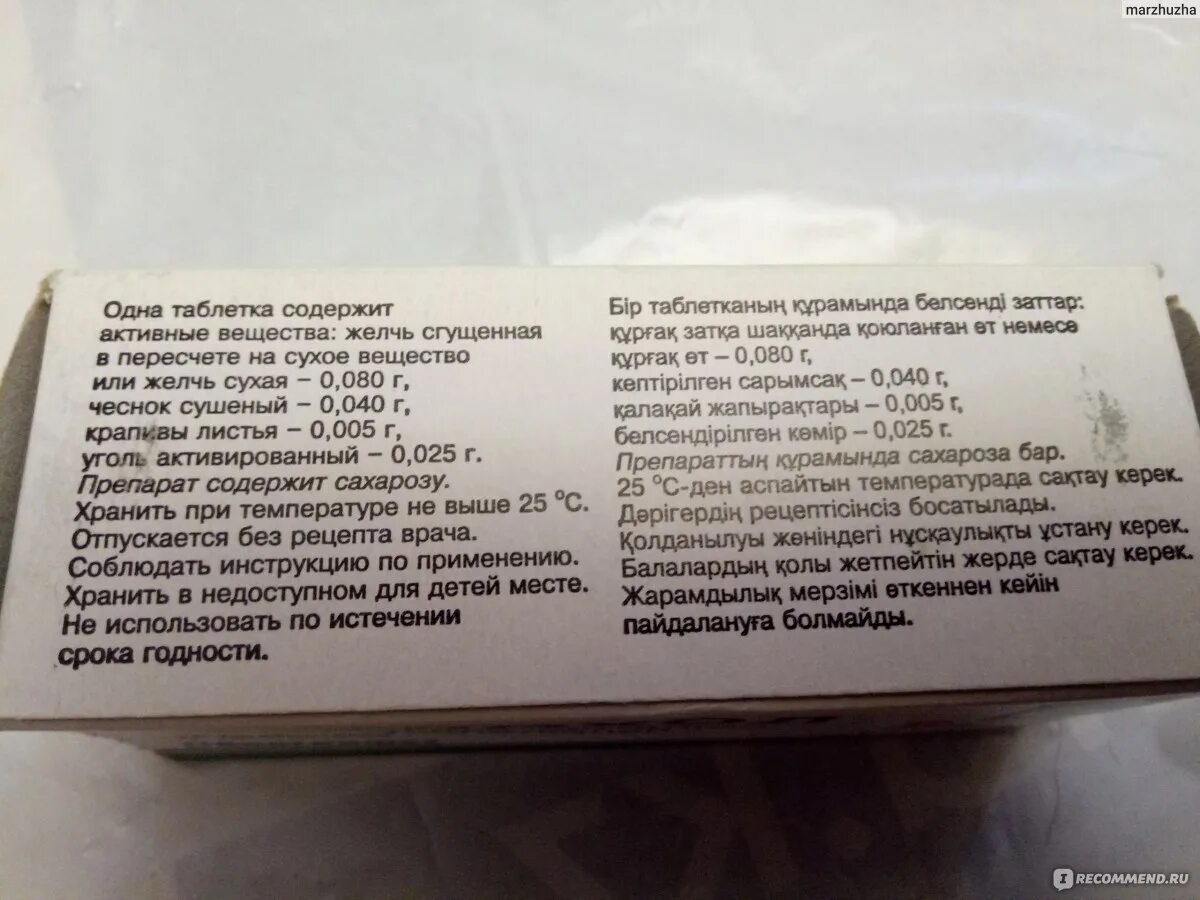 marzhuzha
Одна таблетка содержит
активные вещества: желчь сгущенная
в пересчете на сухое вещество
или желчь сухая – 0,080 г,
чеснок сушеный – 0,040 г,
крапивы листья – 0,005 г,
уголь активированный – 0,025 г.
Препарат содержит сахарозу.
Хранить при температуре не выше 25 °С.
Отпускается без рецепта врача.
Соблюдать инструкцию по применению.
Хранить в недоступном для детей месте.
Не использовать по истечении
срока годности.
Бір таблетканың құрамында белсенді заттар:
құрғақ затқа шаққанда қоюланған өт немесе
құрғақ өт – 0,080 г,
кептірілген сарымсақ – 0,040 г,
қалақай жапырақтары – 0,005 г,
белсендірілген көмір – 0,025 г.
Препараттың құрамында сахароза бар.
25 °С-ден аспайтын температурада сақтау керек.
Дәрігердің рецептісінсіз босатылады.
Қолданылуы жөніндегі нұсқаулықты ұстану керек.
Балалардың қолы жетпейтін жерде сақтау керек.
Жарамдылық мерзімі өткеннен кейін
пайдалануға болмайды.
IRECOMMEND.RU